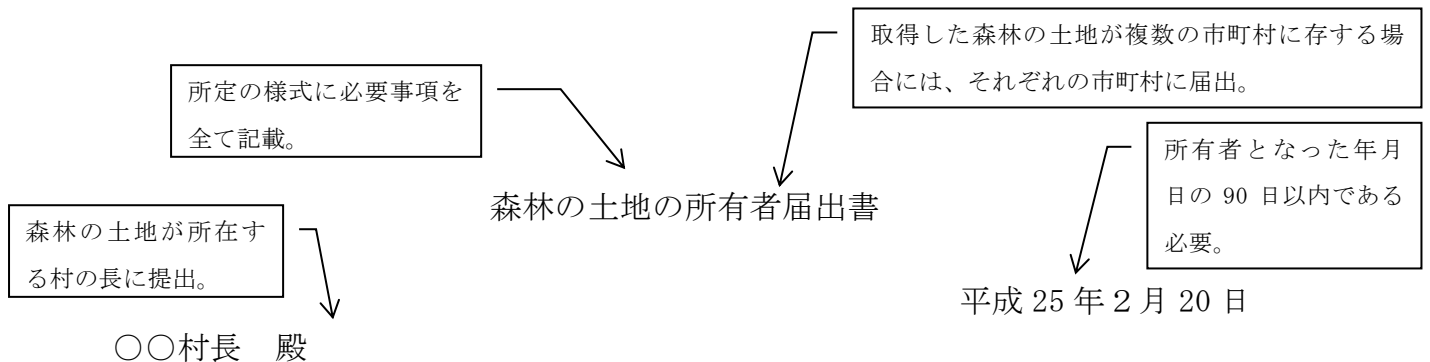 取得した森林の土地が複数の市町村に存する場
合には、それぞれの市町村に届出。
所定の様式に必要事項を
全て記載。
所有者となった年月
日の 90 日以内である
必要。
森林の土地の所有者届出書
森林の土地が所在す
る村の長に提出。
平成 25 年２月 20 日
○○村長　殿